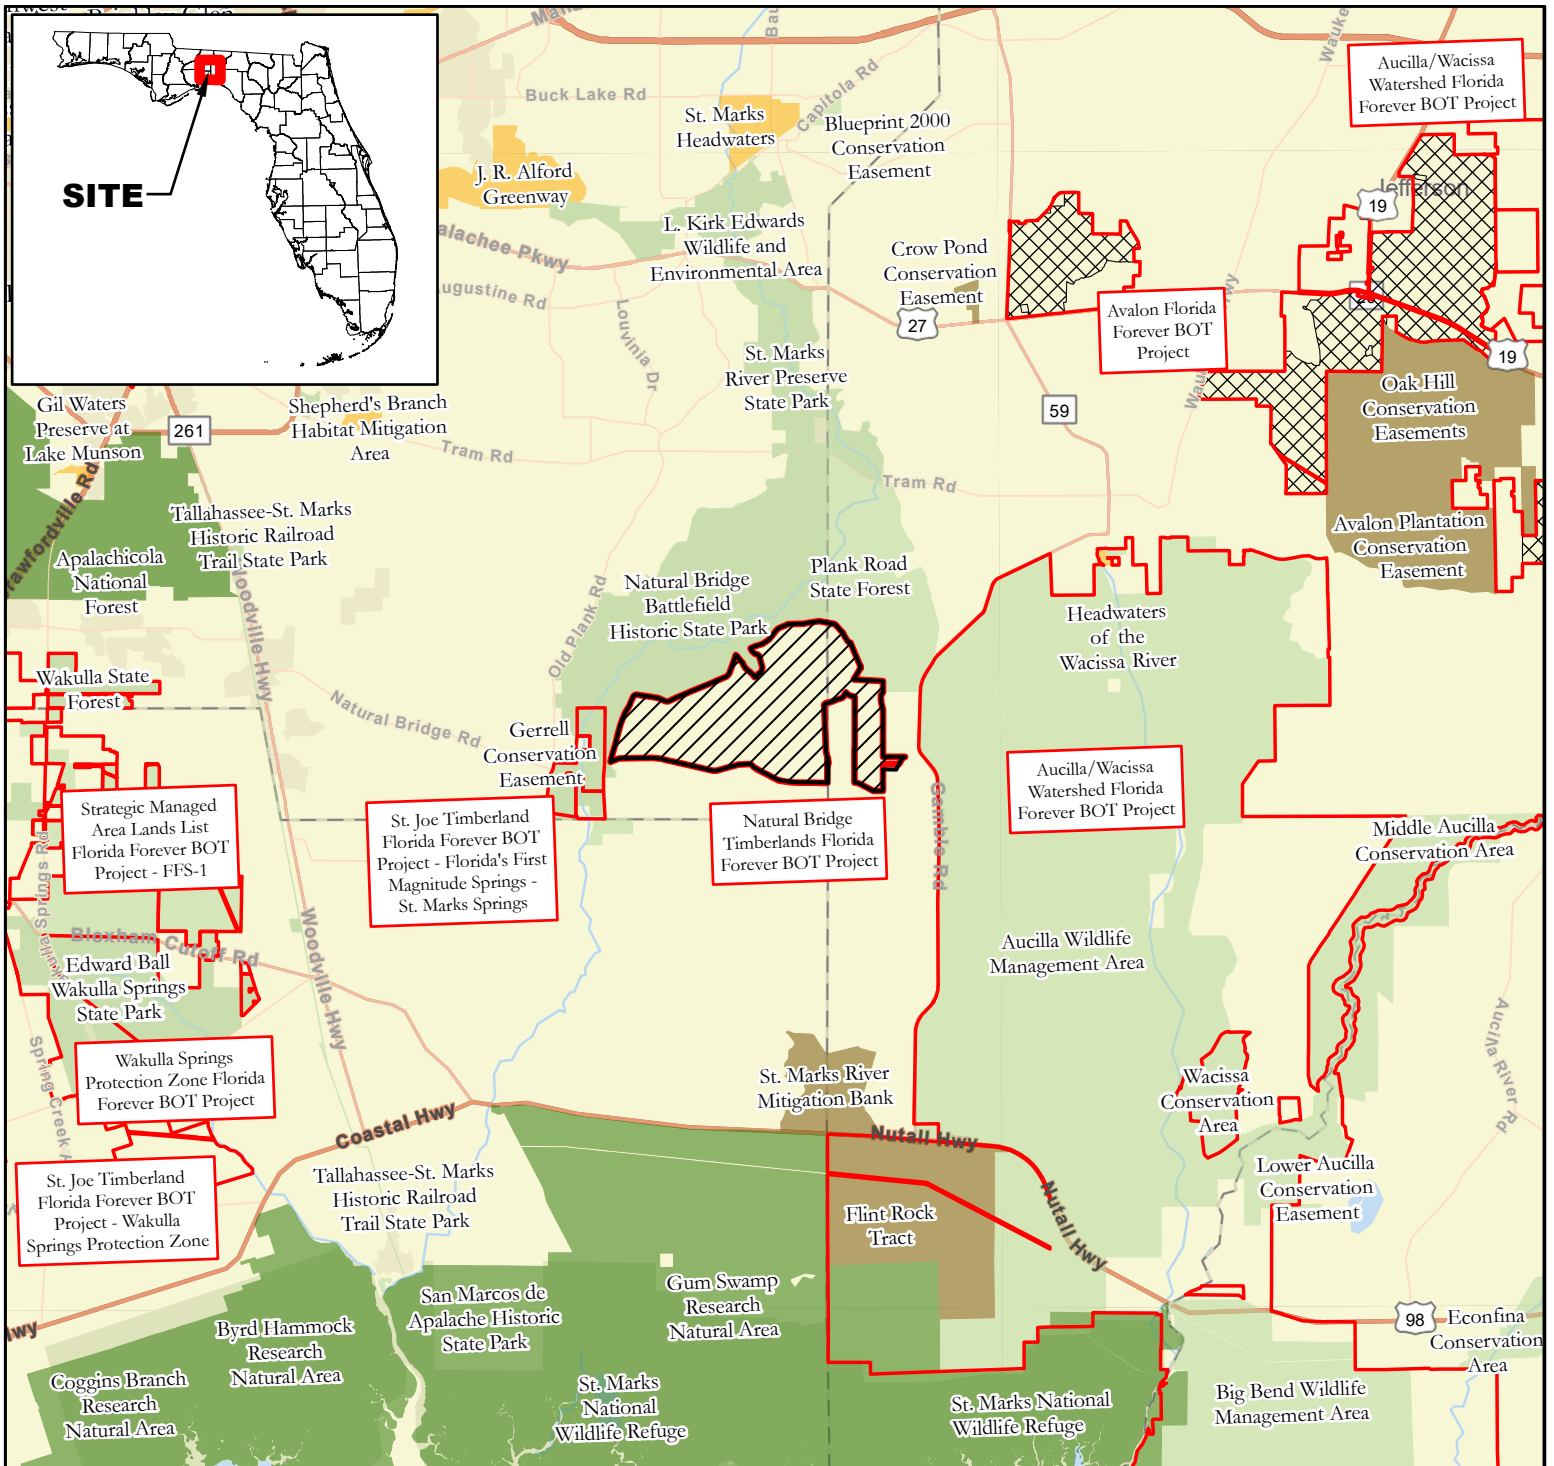 SITE
Buck Lake Rd
Capitola Rd
St. Marks
Headwaters
Blueprint 2000
Conservation
Easement
Aucilla/Wacissa
Watershed Florida
Forever BOT Project
Jefferson
19
J. R. Alford
Greenway
L. Kirk Edwards
Wildlife and
Environmental Area
Crow Pond
Conservation
Easement
27
Avalon Florida
Forever BOT
Project
19
Louvinia Dr
St. Marks
River Preserve
State Park
59
Oak Hill
Conservation
Easements
Gil Waters
Preserve at
Lake Munson
261
Shepherd's Branch
Habitat Mitigation
Area
Tram Rd
Tram Rd
Tallahassee-St. Marks
Historic Railroad
Trail State Park
Apalachicola
National
Forest
Avalon Plantation
Conservation
Easement
Woodville Hwy
Old Plank Rd
Natural Bridge
Battlefield
Historic State Park
Plank Road
State Forest
Headwaters
of the
Wacissa River
Wakulla State
Forest
Natural Bridge Rd
Gerrell
Conservation
Easement
Strategic Managed
Area Lands List
Florida Forever BOT
Project - FFS-1
St. Joe Timberland
Florida Forever BOT
Project - Florida's First
Magnitude Springs -
St. Marks Springs
Natural Bridge
Timberlands Florida
Forever BOT Project
Gamble Rd
Aucilla/Wacissa
Watershed Florida
Forever BOT Project
Middle Aucilla
Conservation Area
Bloxham Cutoff Rd
Edward Ball
Wakulla Springs
State Park
Woodville Hwy
Aucilla Wildlife
Management Area
Aucilla River Rd
Wakulla Springs
Protection Zone Florida
Forever BOT Project
St. Marks River
Mitigation Bank
Wacissa
Conservation
Area
Coastal Hwy
Nutall Hwy
St. Joe Timberland
Florida Forever BOT
Project - Wakulla
Springs Protection Zone
Tallahassee-St. Marks
Historic Railroad
Trail State Park
Flint Rock
Tract
Nutall Hwy
Lower Aucilla
Conservation
Easement
San Marcos de
Apalache Historic
State Park
Gum Swamp
Research
Natural Area
98
Econfina
Conservation
Area
Byrd Hammock
Research
Natural Area
Coggins Branch
Research
Natural Area
St. Marks
National
Wildlife Refuge
St. Marks National
Wildlife Refuge
Big Bend Wildlife
Management Area